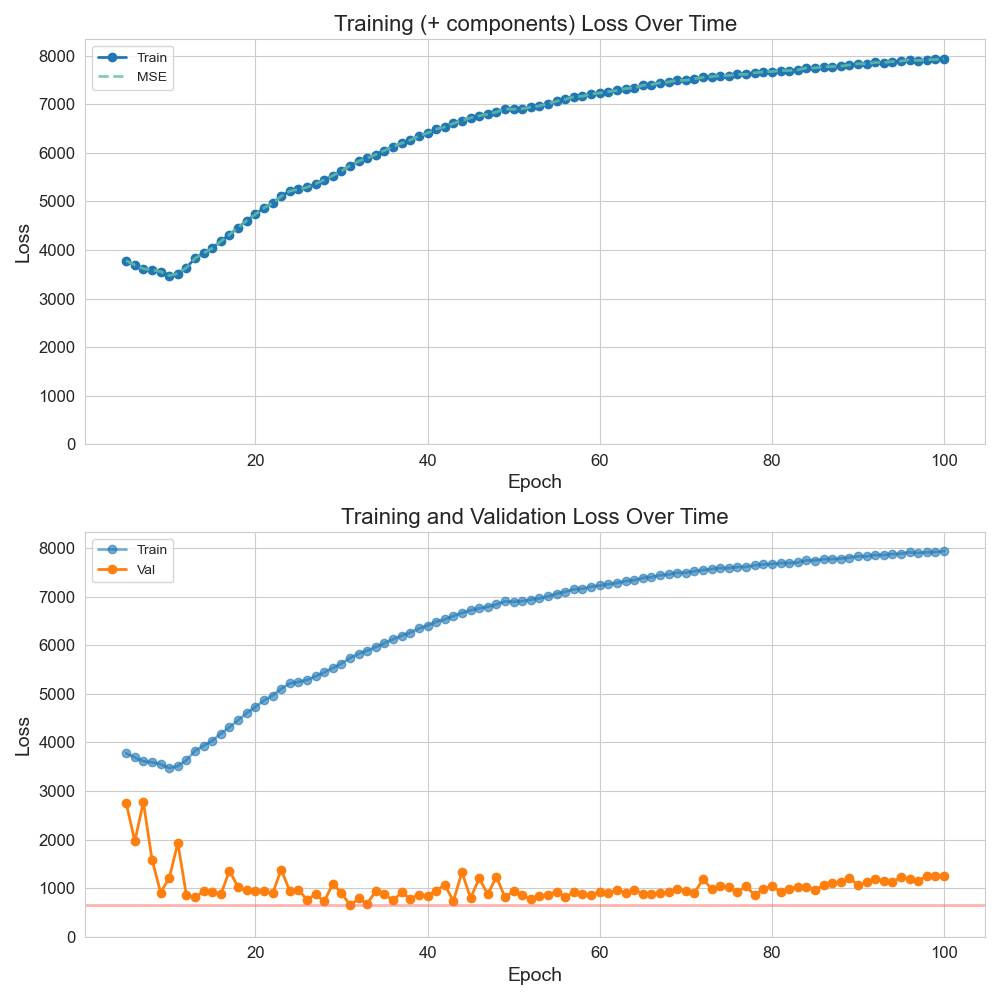 Training (+ components) Loss Over Time
Train
MSE
8000
7000
6000
5000
4000
3000
2000
1000
0
Loss
20 40 60 80 100
Epoch
Training and Validation Loss Over Time
Train
Val
8000
7000
6000
5000
4000
3000
2000
1000
0
Loss
20 40 60 80 100
Epoch